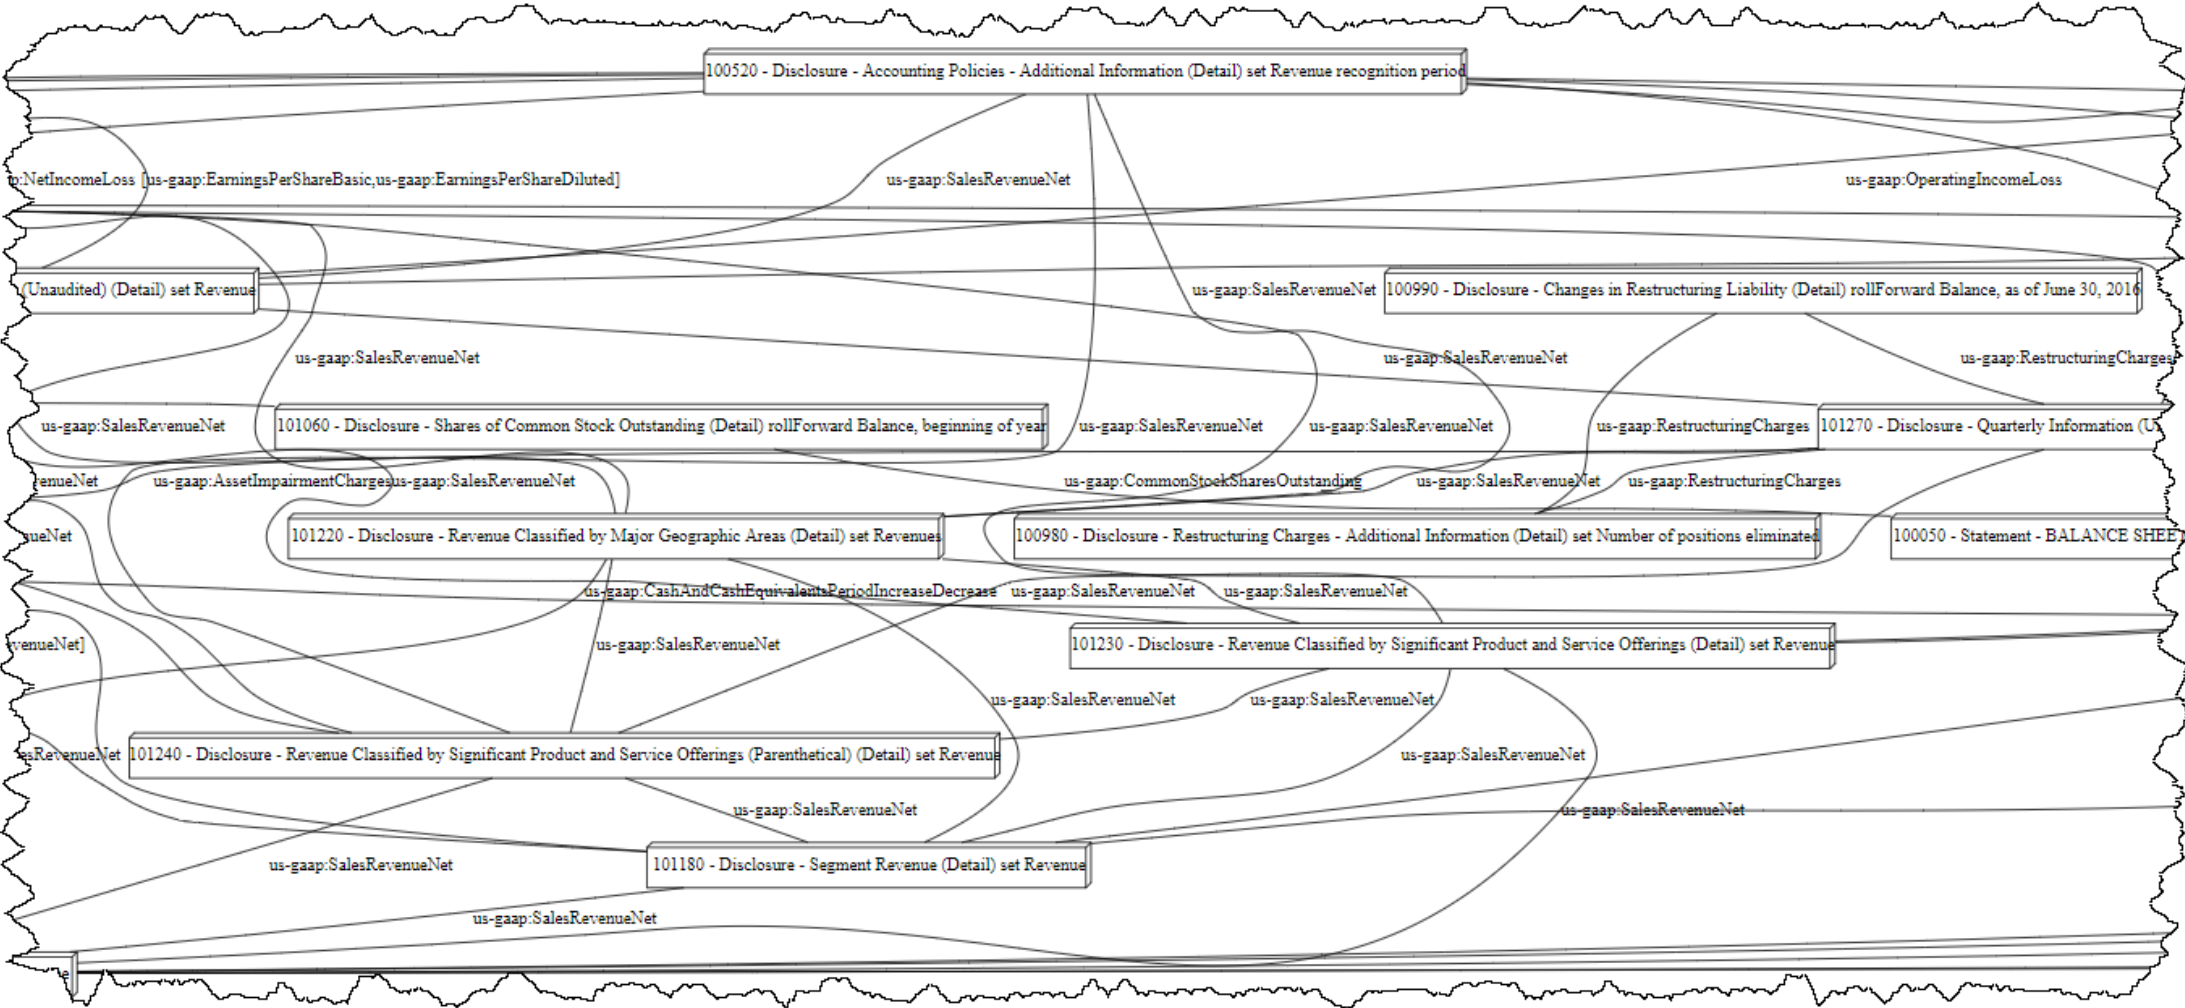 100520 - Disclosure - Accounting Policies - Additional Information (Detail) set Revenue recognition period
p:NetIncomeLoss [us-gaap:EarningsPerShareBasic,us-gaap:EarningsPerShareDiluted]
us-gaap:SalesRevenueNet
us-gaap:OperatingIncomeLoss
(Unaudited) (Detail) set Revenue
us-gaap:SalesRevenueNet
100990 - Disclosure - Changes in Restructuring Liability (Detail) rollForward Balance, as of June 30, 2016
us-gaap:SalesRevenueNet
us-gaap:SalesRevenueNet
us-gaap:RestructuringCharges
us-gaap:SalesRevenueNet
101060 - Disclosure - Shares of Common Stock Outstanding (Detail) rollForward Balance, beginning of year
us-gaap:SalesRevenueNet
us-gaap:SalesRevenueNet
us-gaap:RestructuringCharges
101270 - Disclosure - Quarterly Information (U
venueNet
us-gaap:AssetImpairmentCharges
us-gaap:SalesRevenueNet
us-gaap:CommonStockSharesOutstanding
us-gaap:SalesRevenueNet
us-gaap:RestructuringCharges
nueNet
101220 - Disclosure - Revenue Classified by Major Geographic Areas (Detail) set Revenues
100980 - Disclosure - Restructuring Charges - Additional Information (Detail) set Number of positions eliminated
100050 - Statement - BALANCE SHEET
us-gaap:CashAndCashEquivalentsPeriodIncreaseDecrease
us-gaap:SalesRevenueNet
us-gaap:SalesRevenueNet
venueNet]
us-gaap:SalesRevenueNet
101230 - Disclosure - Revenue Classified by Significant Product and Service Offerings (Detail) set Revenue
us-gaap:SalesRevenueNet
us-gaap:SalesRevenueNet
esRevenueNet
101240 - Disclosure - Revenue Classified by Significant Product and Service Offerings (Parenthetical) (Detail) set Revenue
us-gaap:SalesRevenueNet
us-gaap:SalesRevenueNet
us-gaap:SalesRevenueNet
us-gaap:SalesRevenueNet
101180 - Disclosure - Segment Revenue (Detail) set Revenue
us-gaap:SalesRevenueNet
e